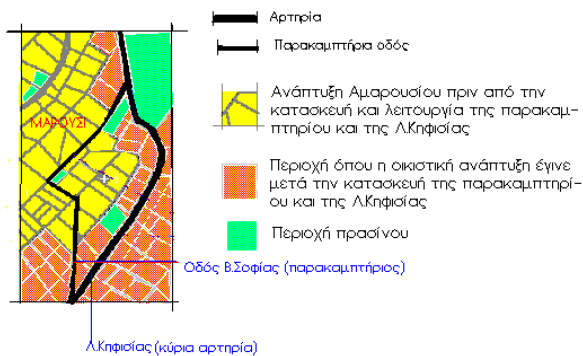 Αρτηρία
Παρακαμπτήρια οδός
Ανάπτυξη Αμαρουσίου πριν από την
κατασκευή και λειτουργία της παρακαμ-
πτηρίου και της Λ.Κηφισίας
ΜΑΡΟΥΣΙ
Περιοχή όπου η οικιστική ανάπτυξη έγινε
μετά την κατασκευή της παρακαμπτηρί-
ου και της Λ.Κηφισίας
Περιοχή πρασίνου
Οδός Β.Σοφίας (παρακαμπτήριος)
Λ.Κηφισίας (κύρια αρτηρία)